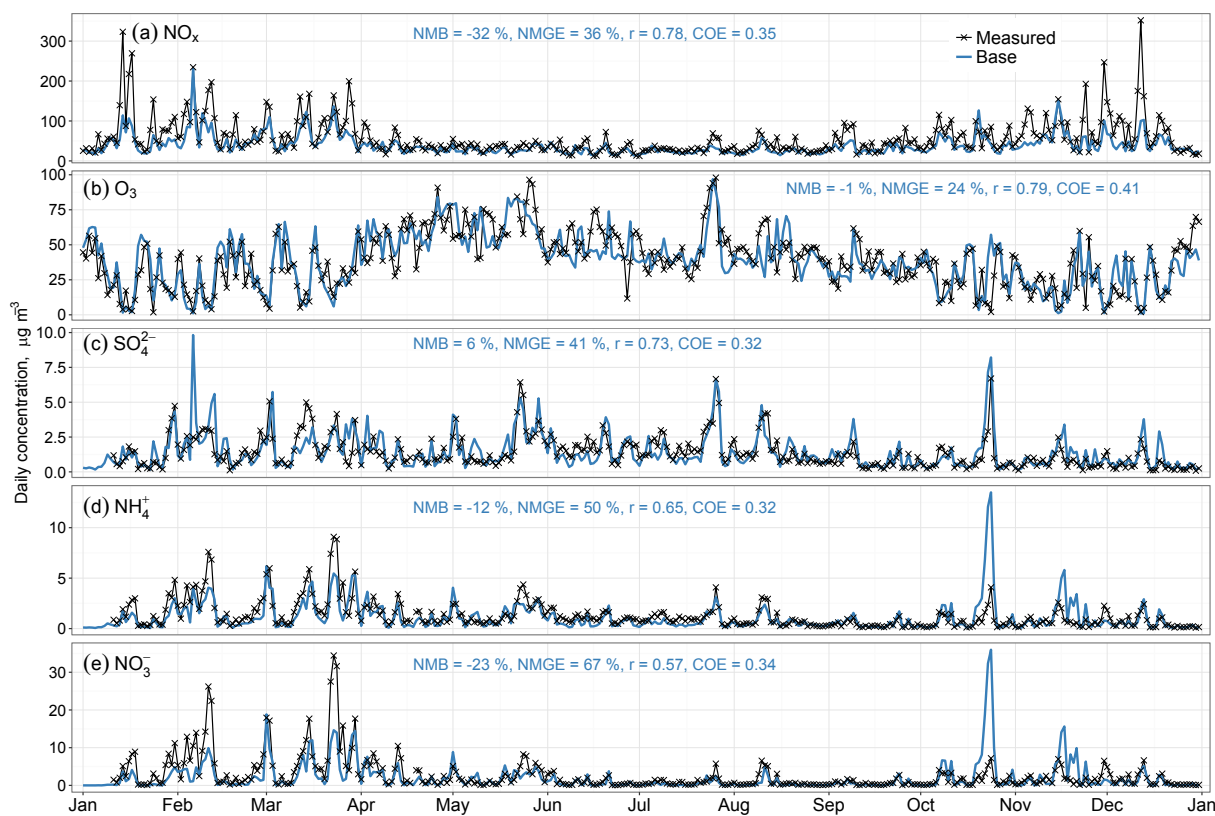 (a) NOₓ
NMB = -32 %, NMGE = 36 %, r = 0.78, COE = 0.35
Measured
Base
300
200
100
0
(b) O₃
NMB = -1 %, NMGE = 24 %, r = 0.79, COE = 0.41
100
75
50
25
0
(c) SO₄²⁻
NMB = 6 %, NMGE = 41 %, r = 0.73, COE = 0.32
10.0
7.5
5.0
2.5
0.0
Daily concentration, μg m⁻³
(d) NH₄⁺
NMB = -12 %, NMGE = 50 %, r = 0.65, COE = 0.32
10
5
0
(e) NO₃⁻
NMB = -23 %, NMGE = 67 %, r = 0.57, COE = 0.34
30
20
10
0
Jan Feb Mar Apr May Jun Jul Aug Sep Oct Nov Dec Jan